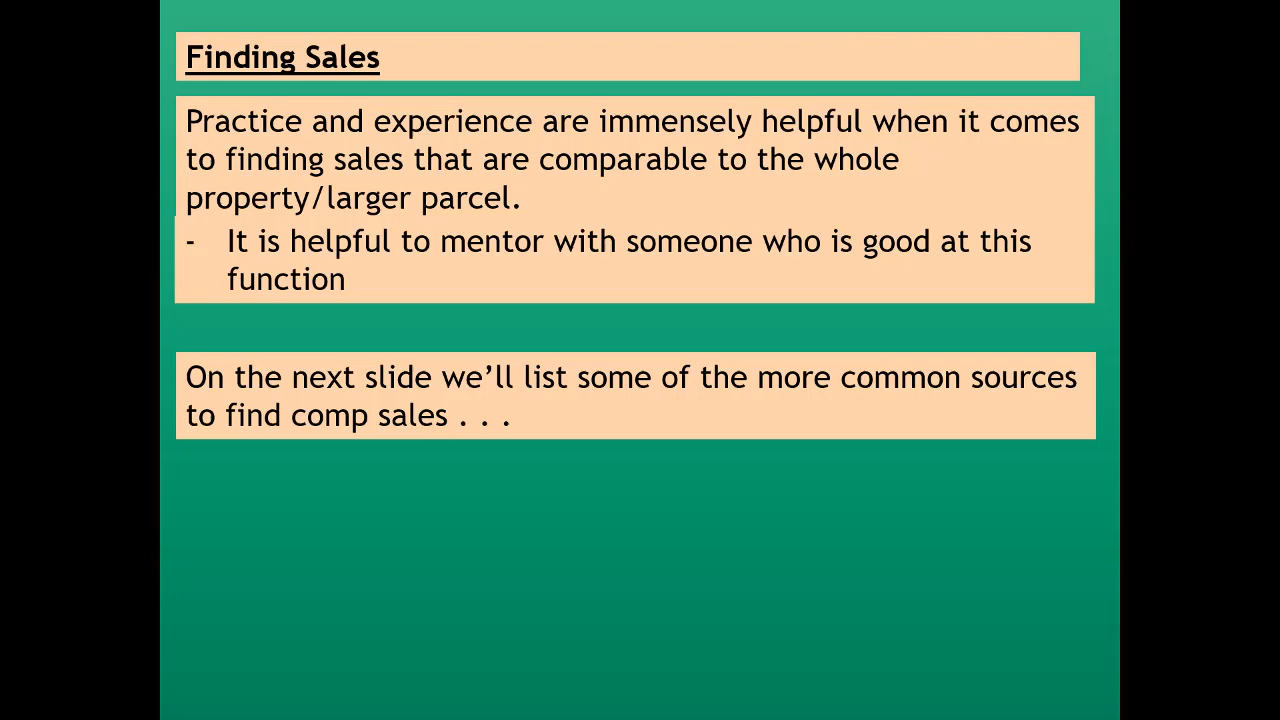 Finding Sales
Practice and experience are immensely helpful when it comes
to finding sales that are comparable to the whole
property/larger parcel.
- It is helpful to mentor with someone who is good at this
function
On the next slide we’ll list some of the more common sources
to find comp sales . . .